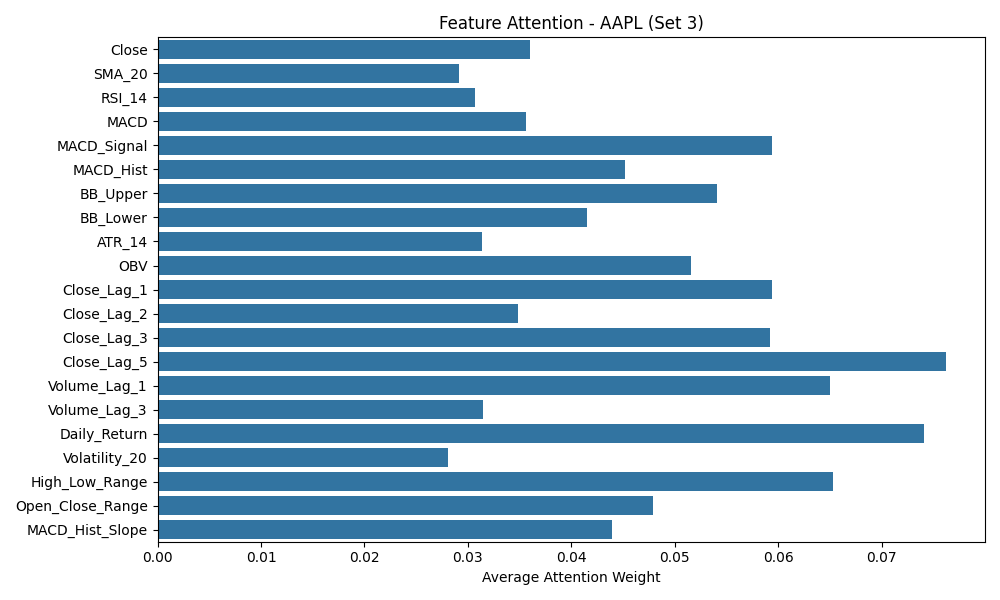 Feature Attention - AAPL (Set 3)
Close
SMA_20
RSI_14
MACD
MACD_Signal
MACD_Hist
BB_Upper
BB_Lower
ATR_14
OBV
Close_Lag_1
Close_Lag_2
Close_Lag_3
Close_Lag_5
Volume_Lag_1
Volume_Lag_3
Daily_Return
Volatility_20
High_Low_Range
Open_Close_Range
MACD_Hist_Slope
0.00 0.01 0.02 0.03 0.04 0.05 0.06 0.07
Average Attention Weight